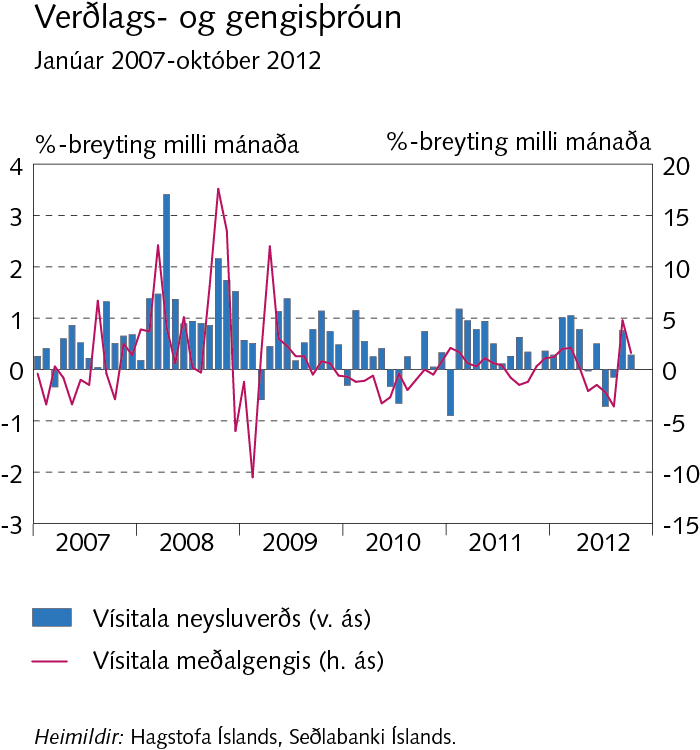 Verðlags- og gengisþróun
Janúar 2007-október 2012
%-breyting milli mánaða %-breyting milli mánaða
4 20
3 15
2 10
1 5
0 0
-1 -5
-2 -10
-3 -15
2007 2008 2009 2010 2011 2012
Vísitala neysluverðs (v. ás)
Vísitala meðalgengis (h. ás)
Heimildir: Hagstofa Íslands, Seðlabanki Íslands.